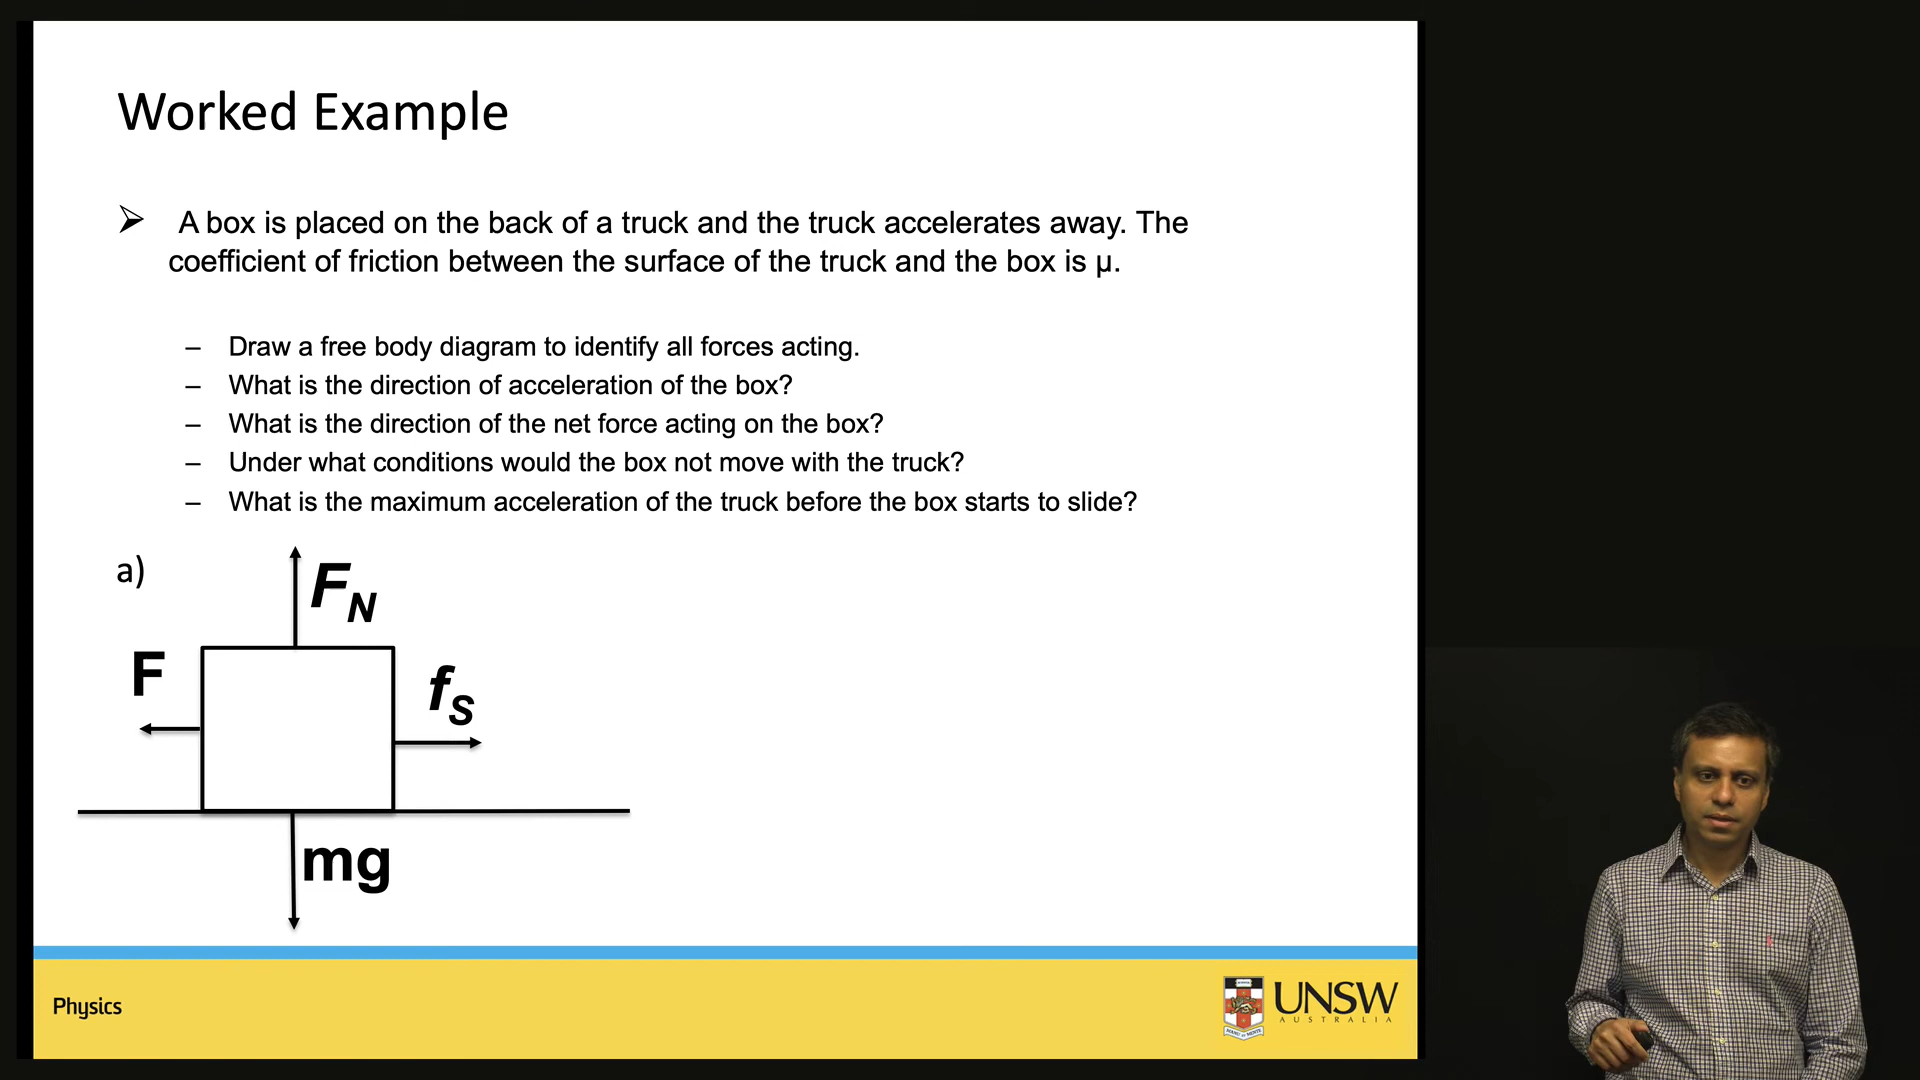 Worked Example
A box is placed on the back of a truck and the truck accelerates away. The
coefficient of friction between the surface of the truck and the box is μ.
– Draw a free body diagram to identify all forces acting.
– What is the direction of acceleration of the box?
– What is the direction of the net force acting on the box?
– Under what conditions would the box not move with the truck?
– What is the maximum acceleration of the truck before the box starts to slide?
a)
F_N
F
f_S
mg
Physics
UNSW
AUSTRALIA